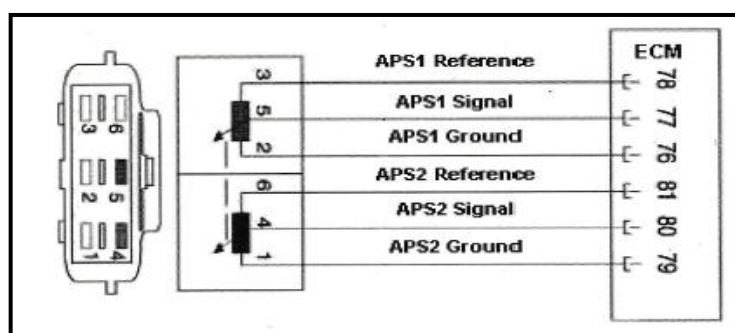 ECM
APS1 Reference
3
78
APS1 Signal
5
77
APS1 Ground
2
76
APS2 Reference
6
81
APS2 Signal
4
80
APS2 Ground
1
79
3 6
2 5
1 4